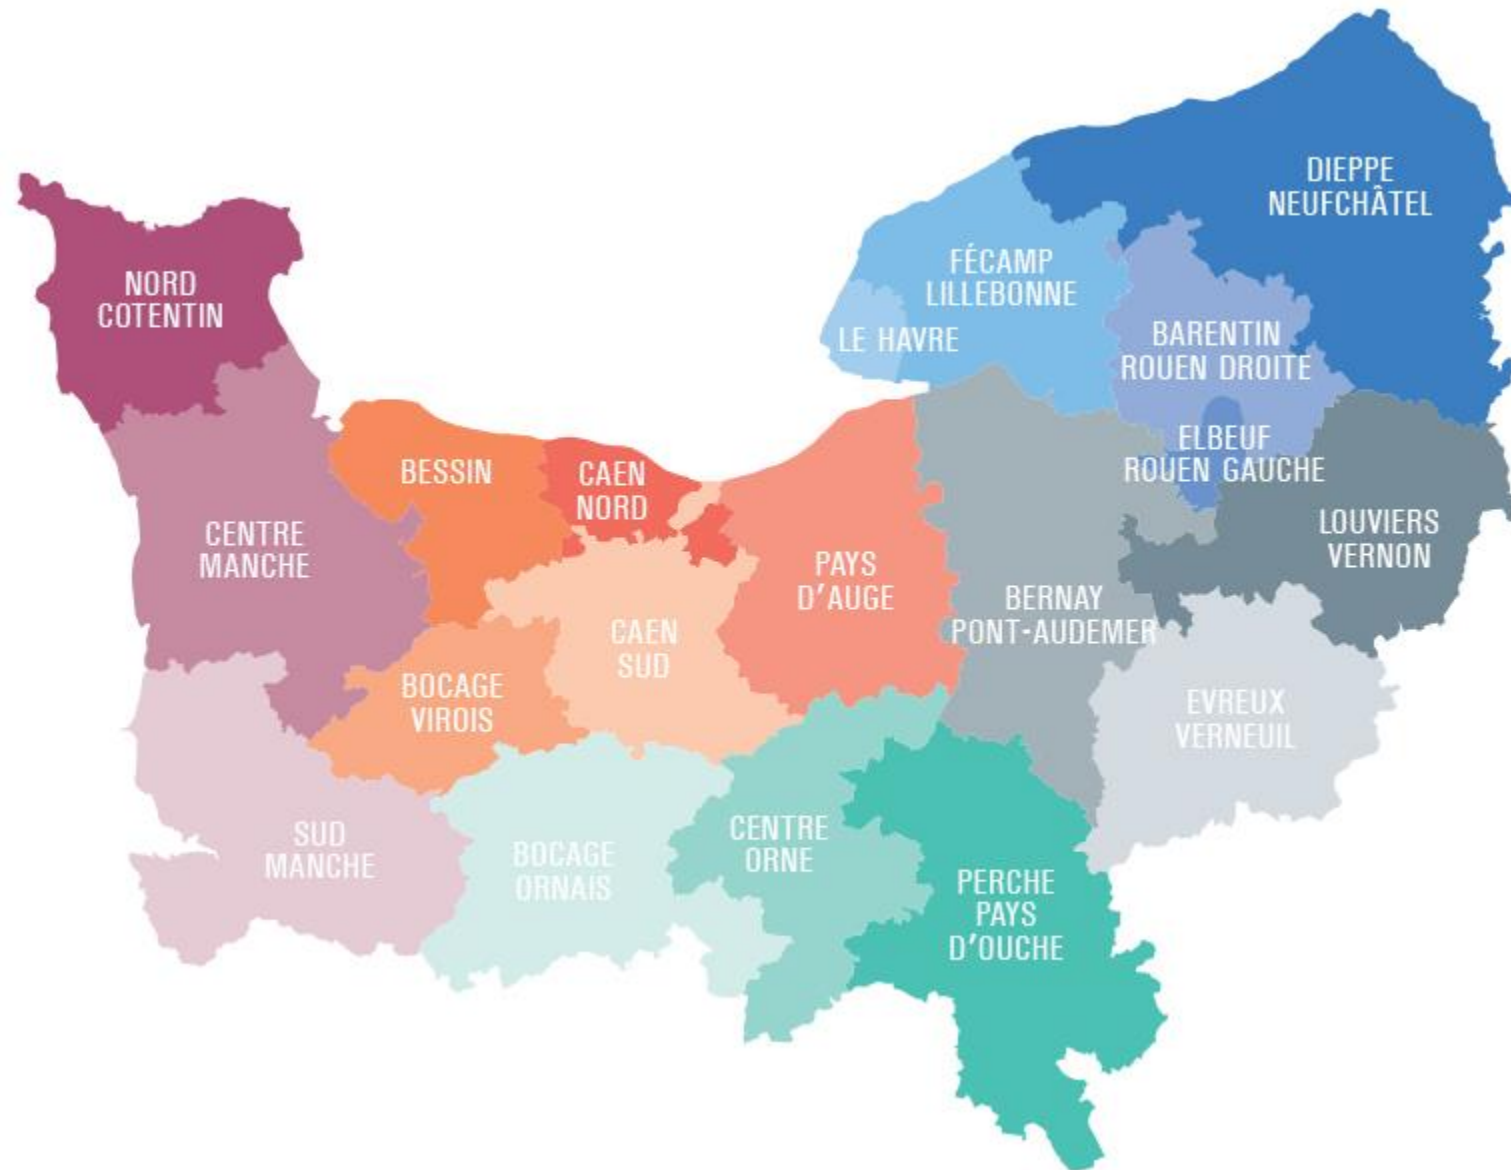 DIEPPE
NEUFCHÂTEL
NORD
COTENTIN
FÉCAMP
LILLEBONNE
LE HAVRE
BARENTIN
ROUEN DROITE
ELBEUF
ROUEN GAUCHE
BESSIN
CAEN
NORD
CENTRE
MANCHE
LOUVIERS
VERNON
PAYS
D'AUGE
BERNAY
PONT-AUDEMER
CAEN
SUD
BOCAGE
VIROIS
EVREUX
VERNEUIL
SUD
MANCHE
BOCAGE
ORNAIS
CENTRE
ORNE
PERCHE
PAYS
D'OUCHE